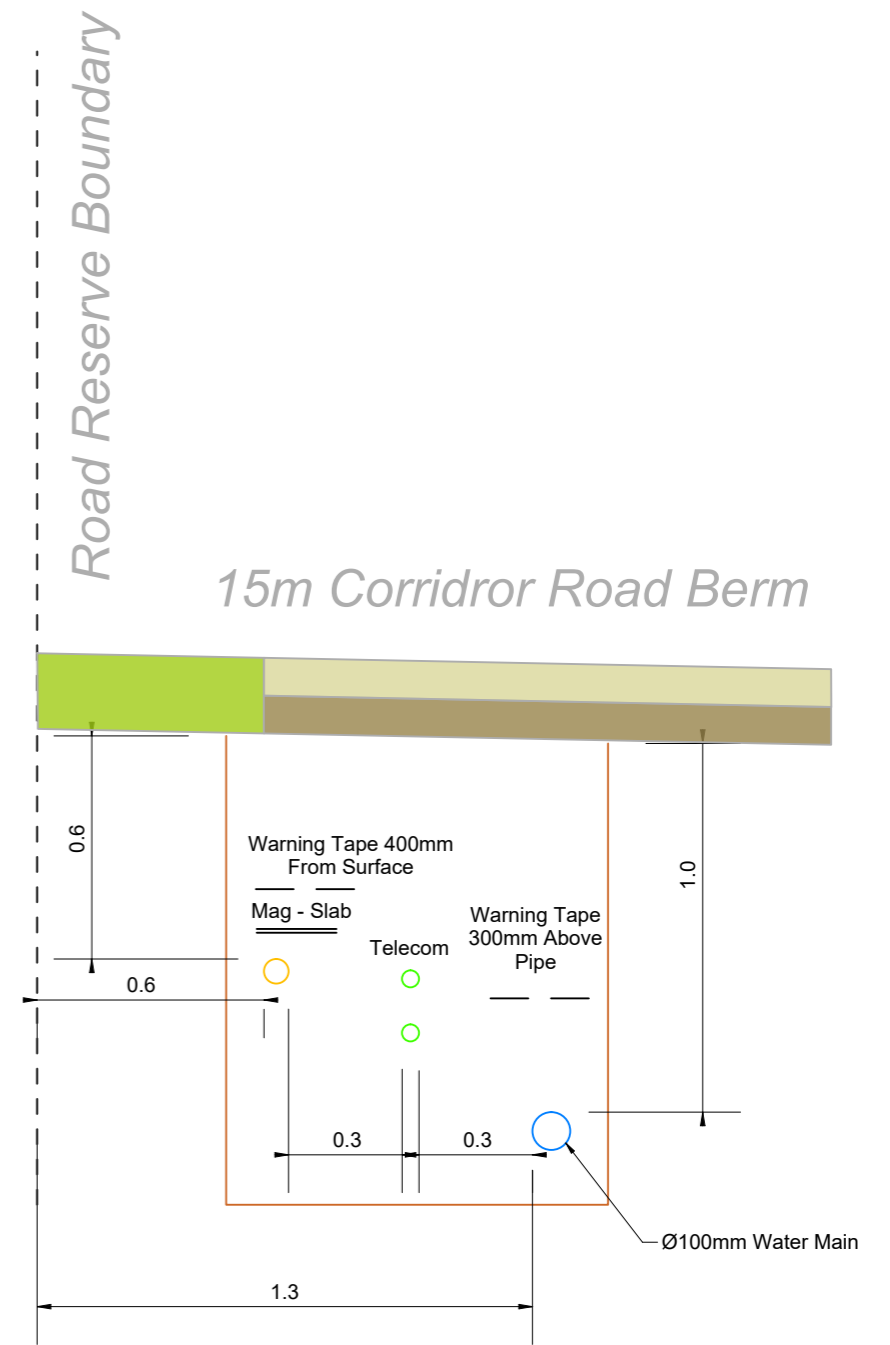 Road Reserve Boundary
15m Corridror Road Berm
0.6
Warning Tape 400mm
From Surface
Mag - Slab
Telecom
Warning Tape
300mm Above
Pipe
1.0
0.6
0.3
0.3
Ø100mm Water Main
1.3